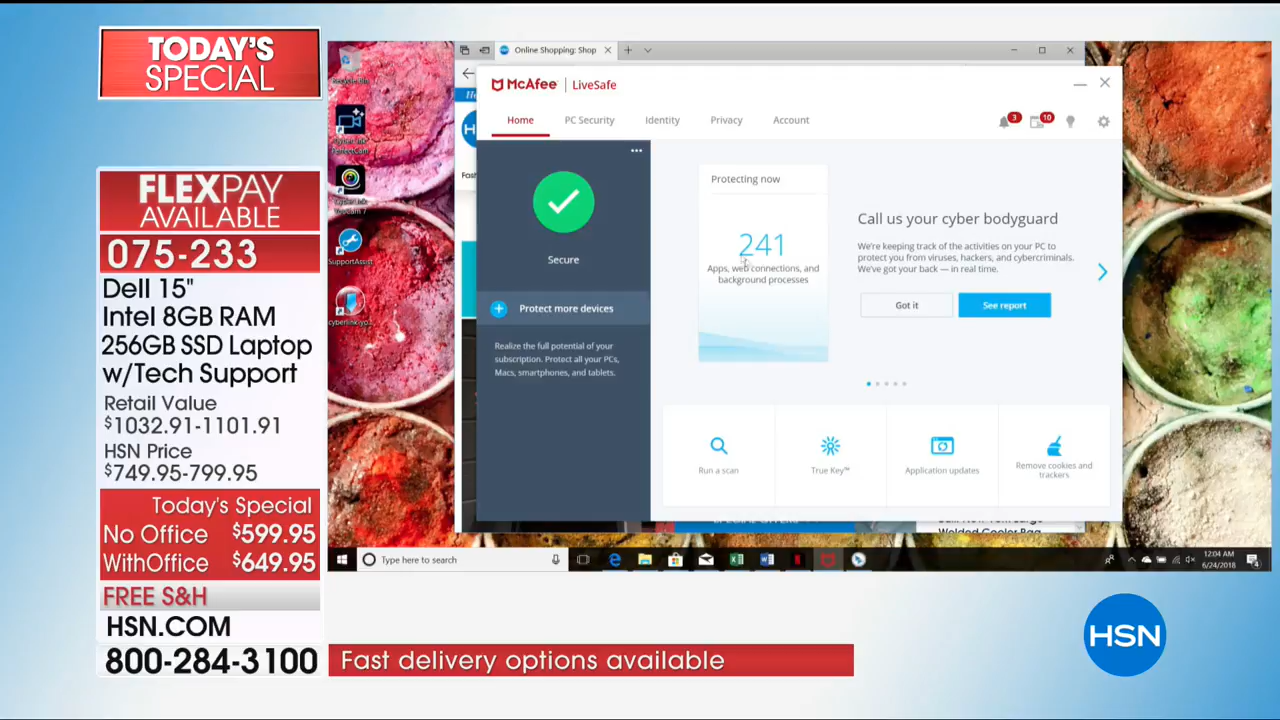 TODAY'S
SPECIAL
FLEXPAY
AVAILABLE
075-233
Dell 15"
Intel 8GB RAM
256GB SSD Laptop
w/Tech Support
Retail Value
$1032.91-1101.91
HSN Price
$749.95-799.95
Today's Special
No Office $599.95
WithOffice $649.95
FREE S&H
HSN.COM
800-284-3100
Fast delivery options available
HSN
Online Shopping: Shop
McAfee | LiveSafe
Home PC Security Identity Privacy Account
3 10
Secure
Protect more devices
Realize the full potential of your
subscription. Protect all your PCs,
Macs, smartphones, and tablets.
Protecting now
241
Apps, web connections, and
background processes
Call us your cyber bodyguard
We're keeping track of the activities on your PC to
protect you from viruses, hackers, and cybercriminals.
We've got your back — in real time.
Got it See report
Run a scan
True Key™
Application updates
Remove cookies and
trackers
SupportAssist
Type here to search
12:04 AM
6/24/2018